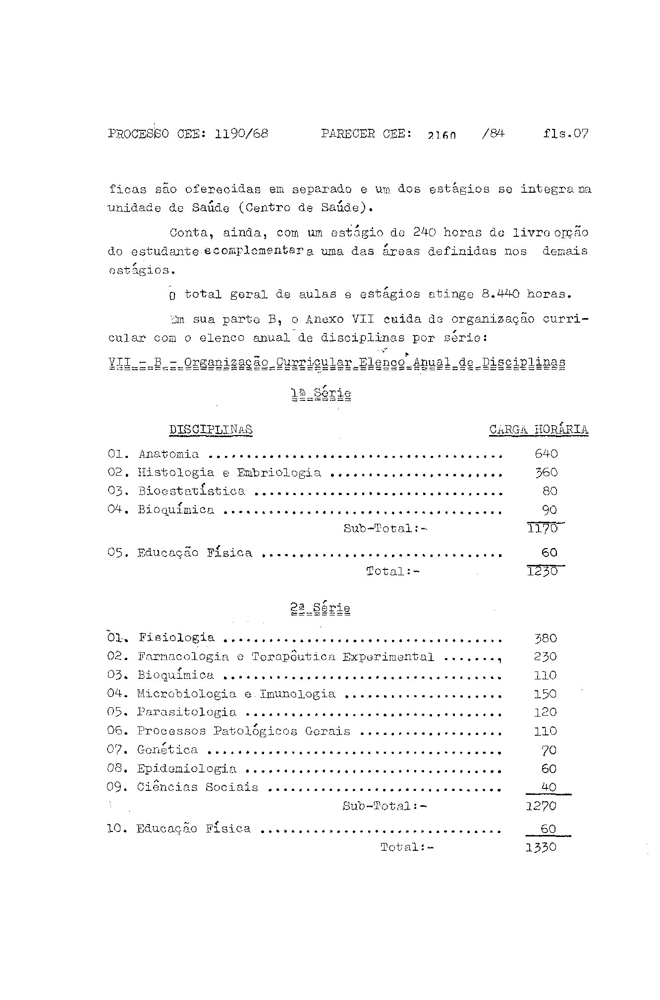 PROCESSO CEE: 1190/68 PARECER CEE: 2160 /84 fls.07
ficas são oferecidas em separado e um dos estágios se integra na
unidade de Saúde (Centro de Saúde).
Conta, ainda, com um estágio de 240 horas de livre opção
do estudante e complementar a uma das áreas definidas nos demais
estágios.
O total geral de aulas e estágios atinge 8.440 horas.
Em sua parte B, o Anexo VII cuida de organização curri-
cular com o elenco anual de disciplinas por série:
VII - B - Organização Curricular Elenco Anual de Disciplinas
1ª Série
DISCIPLINAS CARGA HORÁRIA
01. Anatomia ....................................... 640
02. Histologia e Embriologia ....................... 360
03. Bioestatística ................................. 80
04. Bioquímica ..................................... 90
Sub-Total:- 1170
05. Educação Física ................................ 60
Total:- 1230
2ª Série
01. Fisiologia ..................................... 380
02. Farmacologia e Terapêutica Experimental ......., 230
03. Bioquímica ..................................... 110
04. Microbiologia e Imunologia ..................... 150
05. Parasitologia .................................. 120
06. Processos Patológicos Gerais ................... 110
07. Genética ....................................... 70
08. Epidemiologia .................................. 60
09. Ciências Sociais ............................... 40
Sub-Total:- 1270
10. Educação Física ................................ 60
Total:- 1330